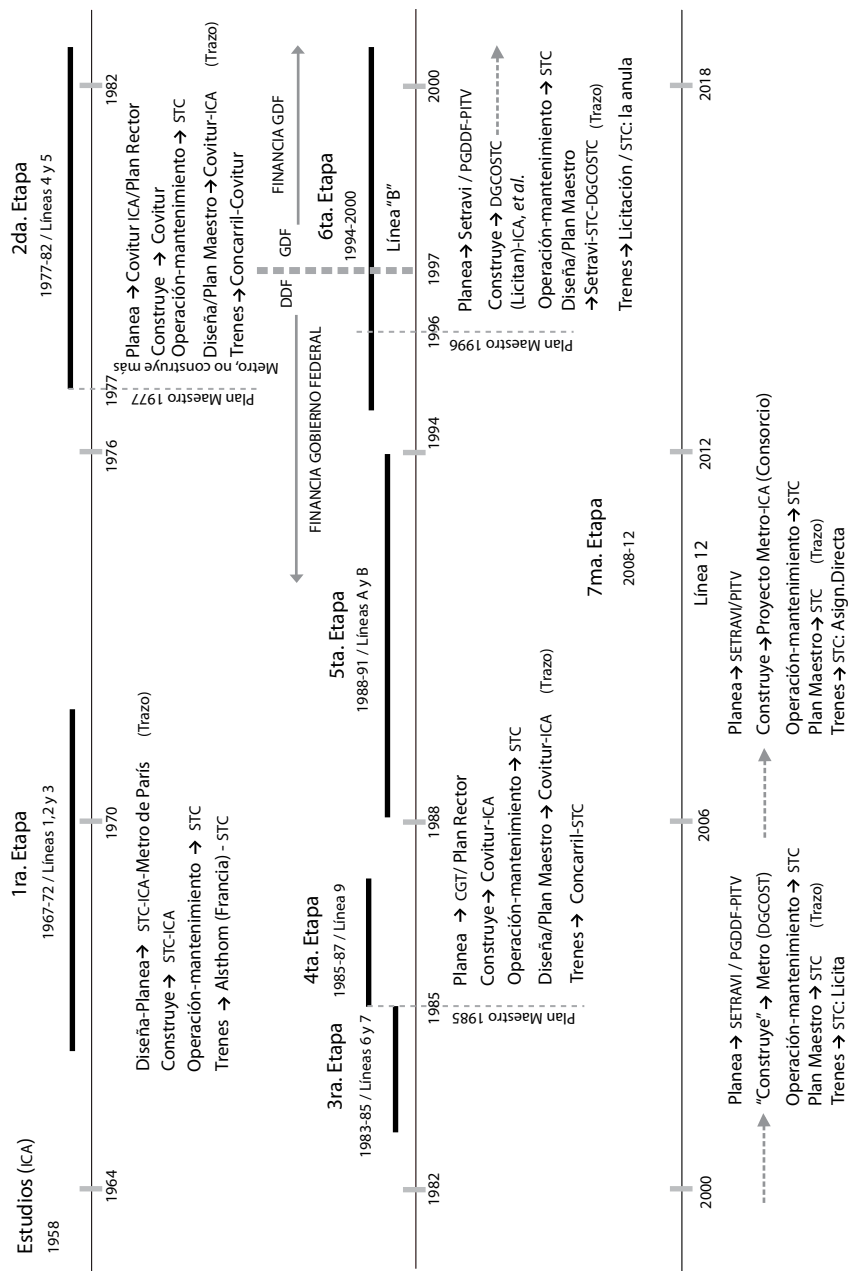 Estudios (ICA)
1958
1ra. Etapa
1967-72 / Líneas 1,2 y 3
2da. Etapa
1977-82 / Líneas 4 y 5
1964
1970
1976
1977
1982
Plan Maestro 1977
Metro, no construye más
Diseña-Planea→ STC-ICA-Metro de París (Trazo)
Construye → STC-ICA
Operación-mantenimiento → STC
Trenes → Alsthom (Francia) - STC
Planea → Covitur ICA/Plan Rector
Construye → Covitur
Operación-mantenimiento → STC
Diseña/Plan Maestro →Covitur-ICA (Trazo)
Trenes →Concarril-Covitur
FINANCIA GOBIERNO FEDERAL
DDF
GDF
FINANCIA GDF
3ra. Etapa
1983-85 / Líneas 6 y 7
4ta. Etapa
1985-87 / Línea 9
5ta. Etapa
1988-91 / Líneas A y B
6ta. Etapa
1994-2000
Línea "B"
1982
1985
1988
1994
1996
1997
2000
Plan Maestro 1985
Plan Maestro 1996
Planea → CGT/ Plan Rector
Construye → Covitur-ICA
Operación-mantenimiento → STC
Diseña/Plan Maestro → Covitur-ICA (Trazo)
Trenes → Concarril-STC
Planea→ Setravi / PGDDF-PITV
Construye → DGCOSTC
(Licitan)-ICA, et al.
Operación-mantenimiento → STC
Diseña/Plan Maestro
→Setravi-STC-DGCOSTC (Trazo)
Trenes→ Licitación / STC: la anula
7ma. Etapa
2008-12
Línea 12
2000
2006
2012
2018
Planea → SETRAVI / PGDDF-PITV
"Construye" → Metro (DGCOST)
Operación-mantenimiento → STC
Plan Maestro → STC (Trazo)
Trenes → STC: Licita
Planea→ SETRAVI/PITV
Construye →Proyecto Metro-ICA (Consorcio)
Operación-mantenimiento →STC
Plan Maestro→ STC (Trazo)
Trenes → STC: Asign.Directa